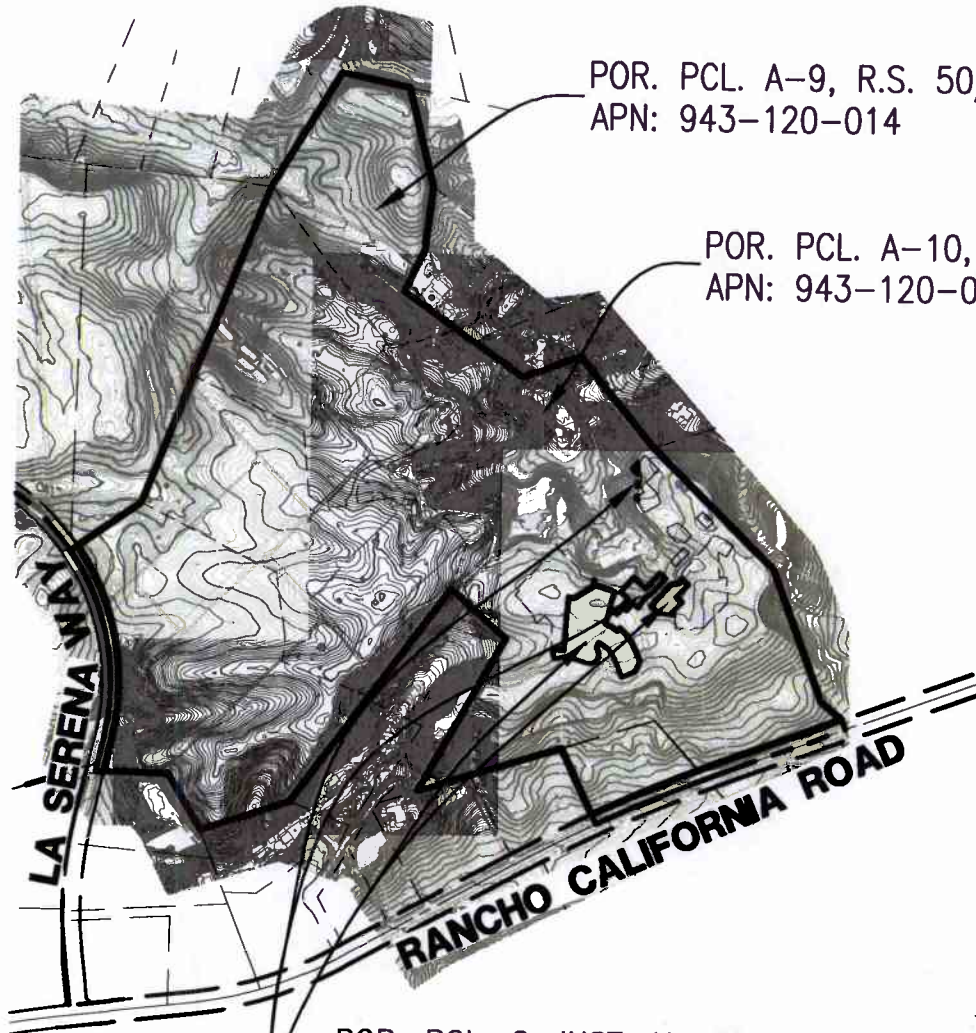 POR. PCL. A-9, R.S. 50,
APN: 943-120-014
POR. PCL. A-10,
APN: 943-120-0
LA SERENA WAY
RANCHO CALIFORNIA ROAD